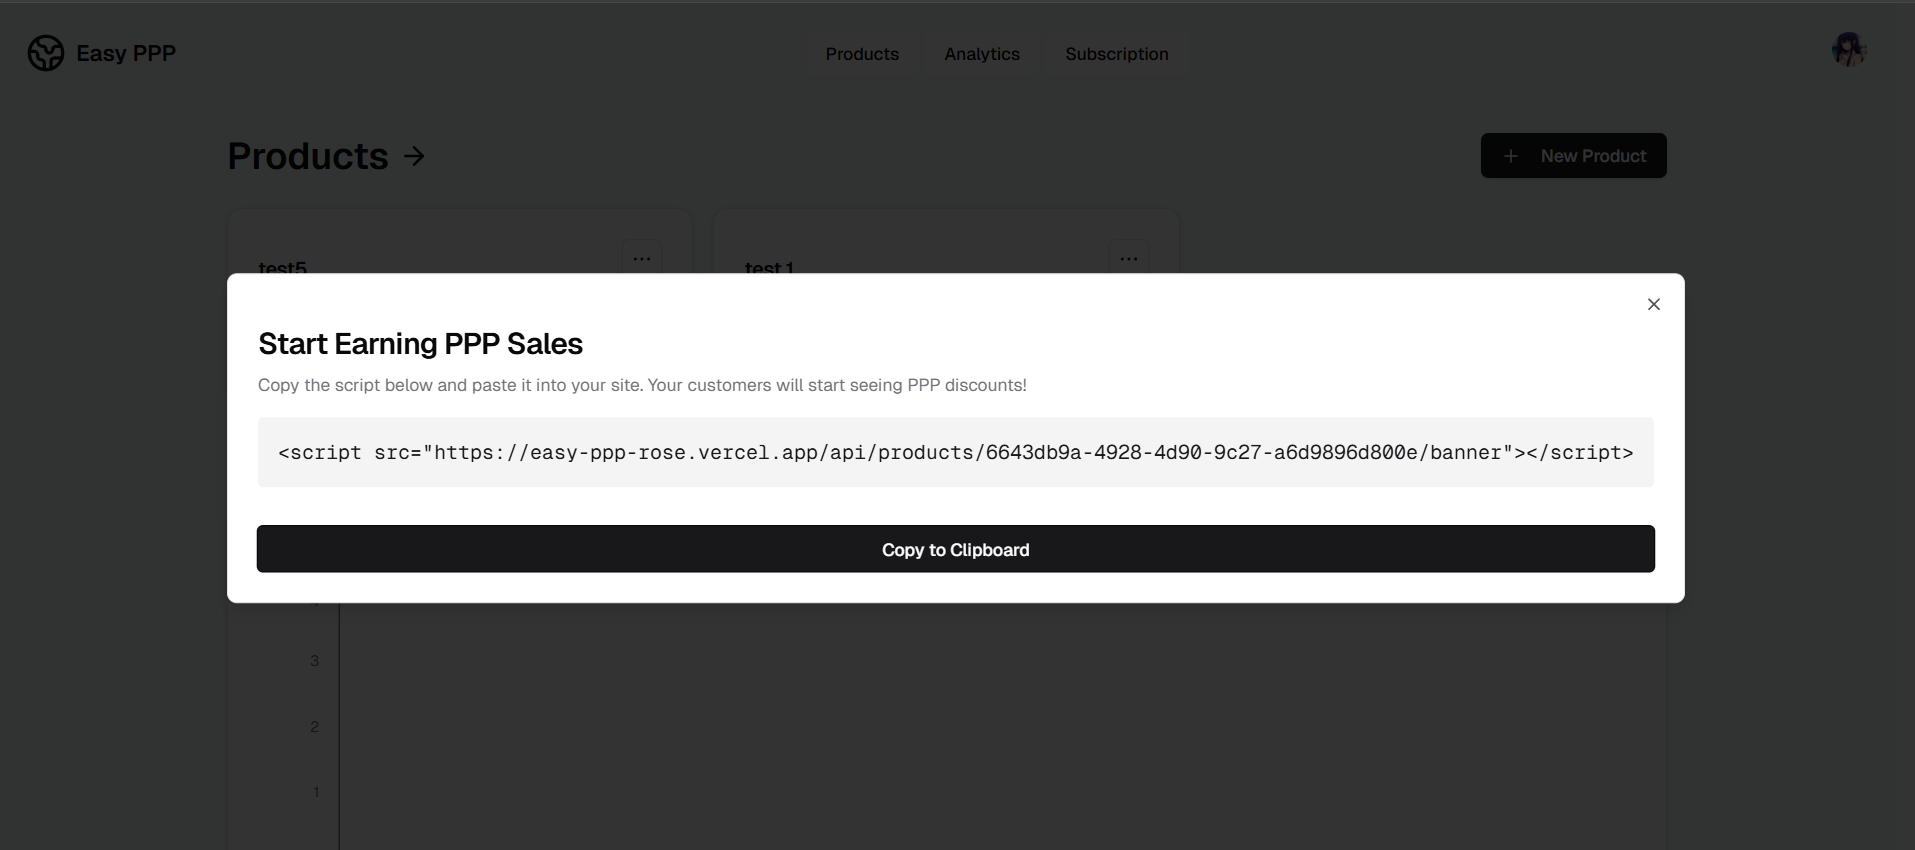 Easy PPP
Products
Analytics
Subscription
Products →
+ New Product
test5
...
test 1
...
Start Earning PPP Sales
Copy the script below and paste it into your site. Your customers will start seeing PPP discounts!
<script src="https://easy-ppp-rose.vercel.app/api/products/6643db9a-4928-4d90-9c27-a6d9896d800e/banner"></script>
Copy to Clipboard
3
2
1